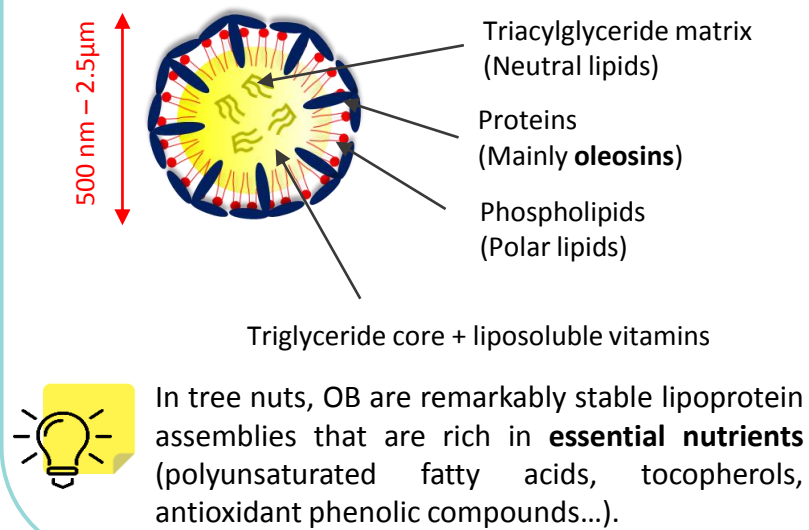 500 nm – 2.5µm
Triacylglyceride matrix
(Neutral lipids)
Proteins
(Mainly oleosins)
Phospholipids
(Polar lipids)
Triglyceride core + liposoluble vitamins
In tree nuts, OB are remarkably stable lipoprotein
assemblies that are rich in essential nutrients
(polyunsaturated fatty acids, tocopherols,
antioxidant phenolic compounds…).